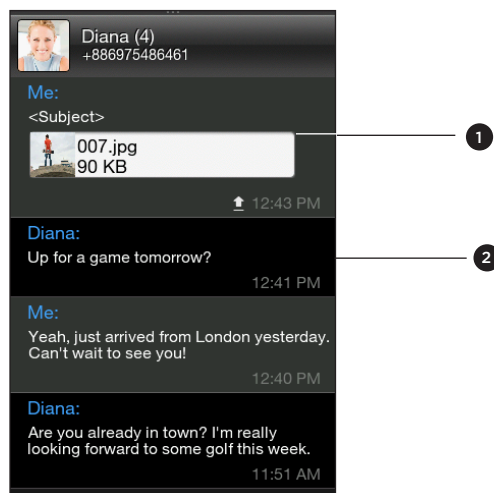 Diana (4)
+886975486461
Me:
<Subject>
007.jpg
90 KB
12:43 PM
1
Diana:
Up for a game tomorrow?
12:41 PM
2
Me:
Yeah, just arrived from London yesterday.
Can't wait to see you!
12:40 PM
Diana:
Are you already in town? I'm really
looking forward to some golf this week.
11:51 AM